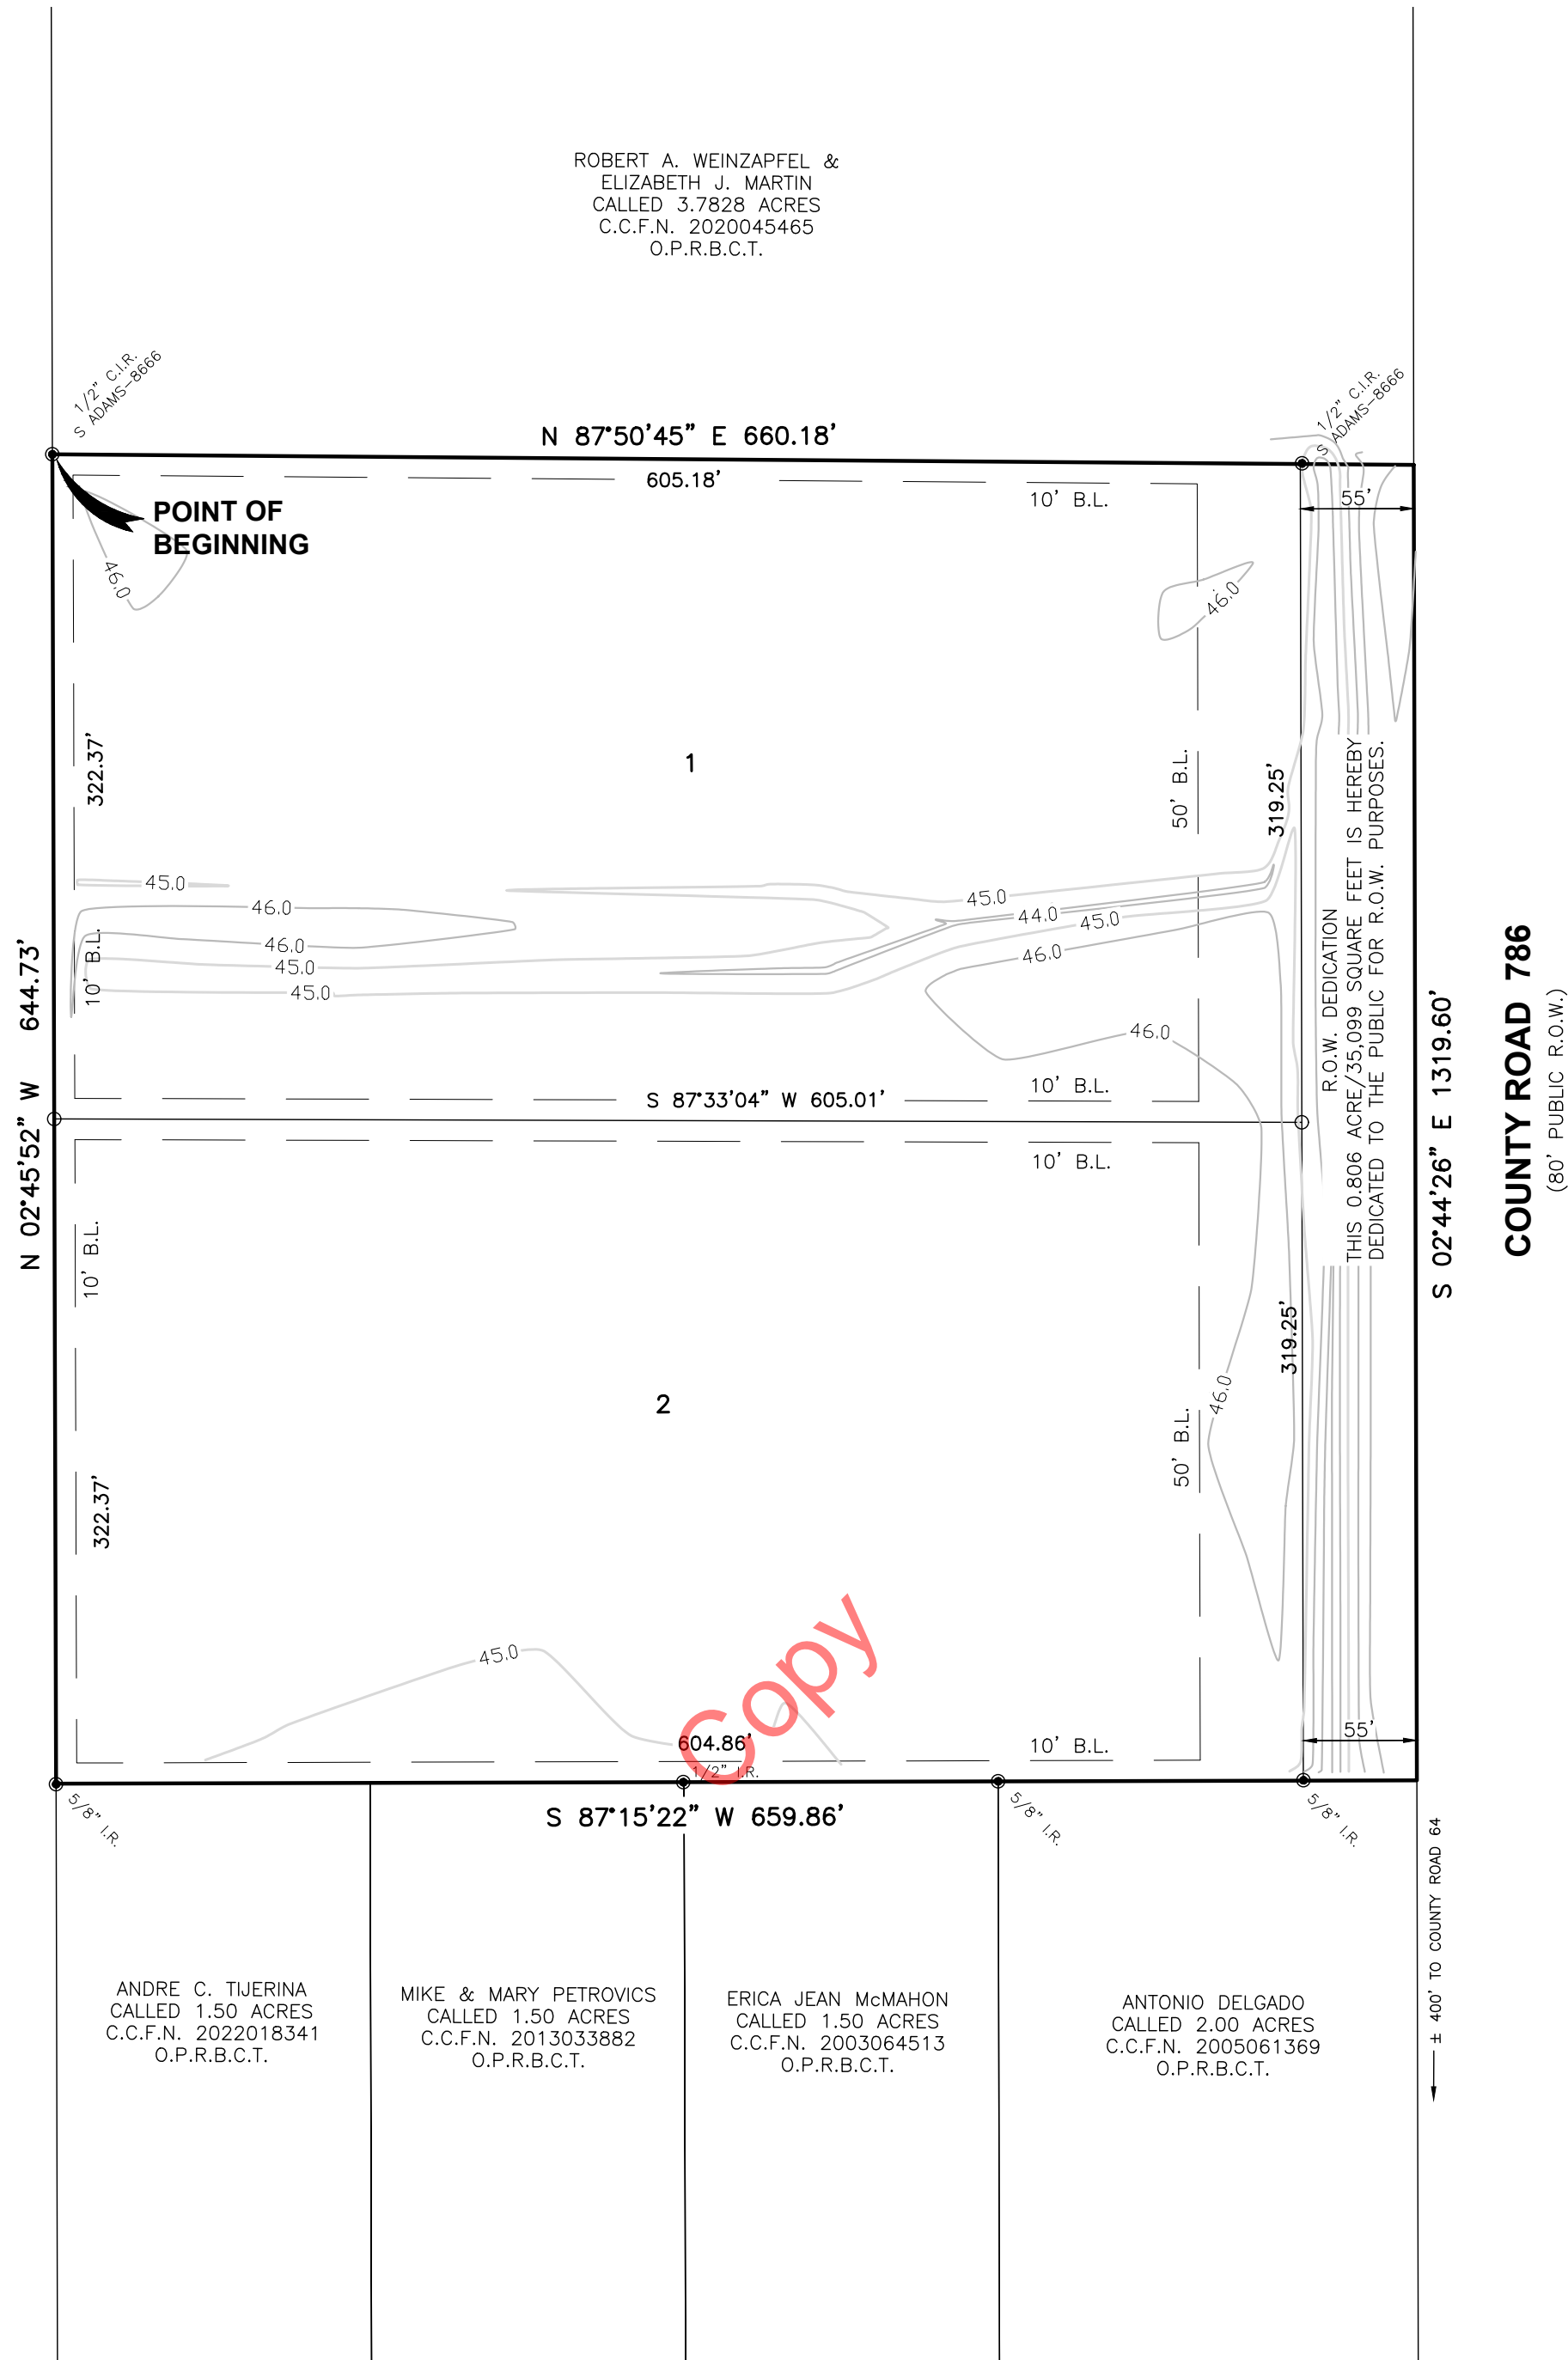 ROBERT A. WEINZAPFEL &
ELIZABETH J. MARTIN
CALLED 3.7828 ACRES
C.C.F.N. 2020045465
O.P.R.B.C.T.
1/2" C.I.R.
S ADAMS-8666
1/2" C.I.R.
S ADAMS-8666
N 87°50'45" E 660.18'
605.18'
10' B.L.
55'
POINT OF
BEGINNING
46.0
46.0
322.37'
1
50' B.L.
319.25'
45.0
46.0
46.0
45.0
45.0
45.0
44.0
45.0
46.0
46.0
10' B.L.
10' B.L.
S 87°33'04" W 605.01'
N 02°45'52" W 644.73'
R.O.W. DEDICATION
THIS 0.806 ACRE/35,099 SQUARE FEET IS HEREBY
DEDICATED TO THE PUBLIC FOR R.O.W. PURPOSES.
S 02°44'26" E 1319.60'
COUNTY ROAD 786
(80' PUBLIC R.O.W.)
10' B.L.
10' B.L.
319.25'
46.0
2
50' B.L.
322.37'
45.0
Copy
604.86'
10' B.L.
55'
1/2" I.R.
5/8" I.R.
S 87°15'22" W 659.86'
5/8" I.R.
5/8" I.R.
± 400' TO COUNTY ROAD 64
ANDRE C. TIJERINA
CALLED 1.50 ACRES
C.C.F.N. 2022018341
O.P.R.B.C.T.
MIKE & MARY PETROVICS
CALLED 1.50 ACRES
C.C.F.N. 2013033882
O.P.R.B.C.T.
ERICA JEAN McMAHON
CALLED 1.50 ACRES
C.C.F.N. 2003064513
O.P.R.B.C.T.
ANTONIO DELGADO
CALLED 2.00 ACRES
C.C.F.N. 2005061369
O.P.R.B.C.T.